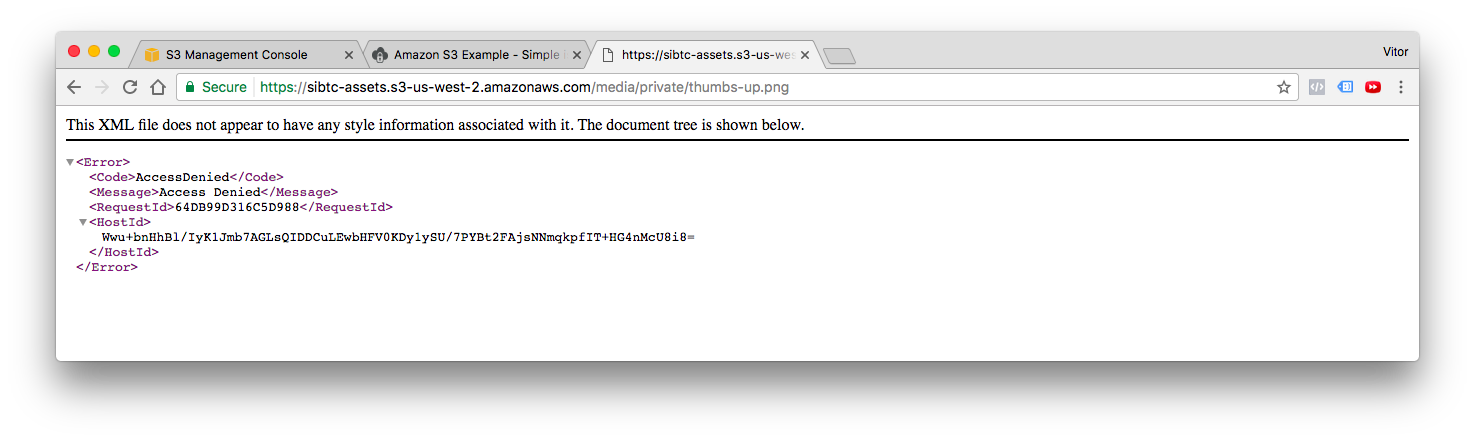 S3 Management Console
Amazon S3 Example - Simple i
https://sibtc-assets.s3-us-wes
Vitor
Secure
https://sibtc-assets.s3-us-west-2.amazonaws.com/media/private/thumbs-up.png
This XML file does not appear to have any style information associated with it. The document tree is shown below.
<Error>
<Code>AccessDenied</Code>
<Message>Access Denied</Message>
<RequestId>64DB99D316C5D988</RequestId>
<HostId>
Wwu+bnHhBl/IyK1Jmb7AGLsQIDDCuLEwbHFV0KDy1ySU/7PYBt2FAjsNNmqkpfIT+HG4nMcU8i8=
</HostId>
</Error>